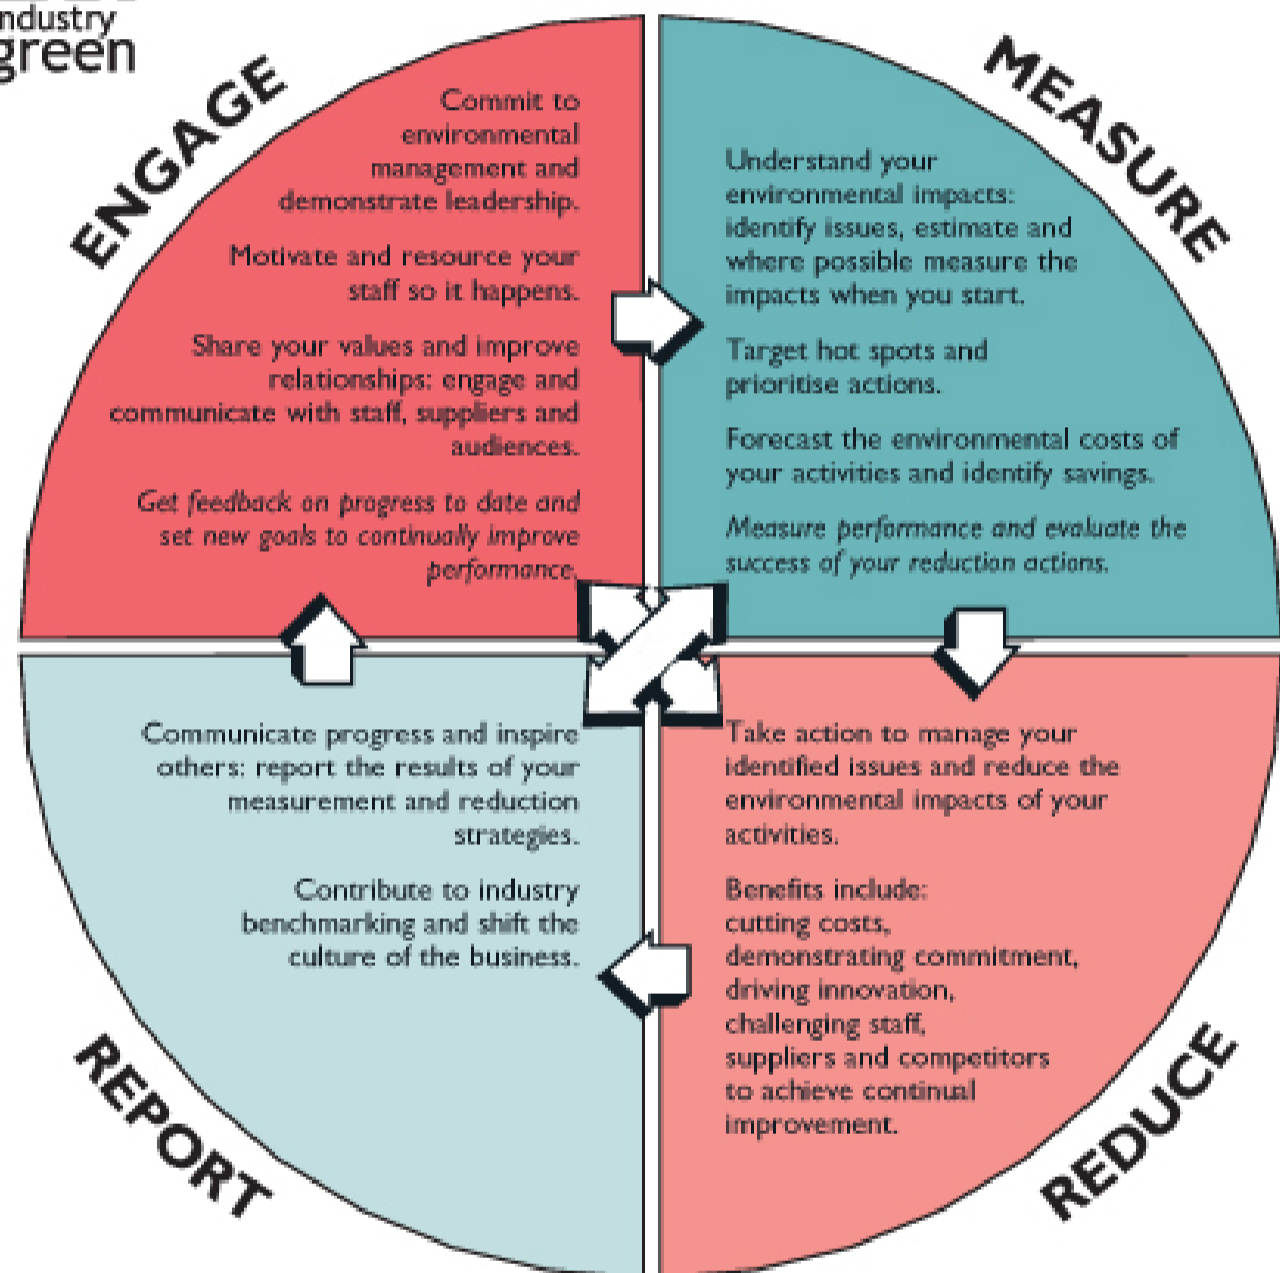 green
ENGAGE
Commit to
environmental
management and
demonstrate leadership.
Motivate and resource your
staff so it happens.
Share your values and improve
relationships: engage and
communicate with staff, suppliers and
audiences.
Get feedback on progress to date and
set new goals to continually improve
performance.
MEASURE
Understand your
environmental impacts:
identify issues, estimate and
where possible measure the
impacts when you start.
Target hot spots and
prioritise actions.
Forecast the environmental costs of
your activities and identify savings.
Measure performance and evaluate the
success of your reduction actions.
REDUCE
Take action to manage your
identified issues and reduce the
environmental impacts of your
activities.
Benefits include:
cutting costs,
demonstrating commitment,
driving innovation,
challenging staff,
suppliers and competitors
to achieve continual
improvement.
REPORT
Communicate progress and inspire
others: report the results of your
measurement and reduction
strategies.
Contribute to industry
benchmarking and shift the
culture of the business.